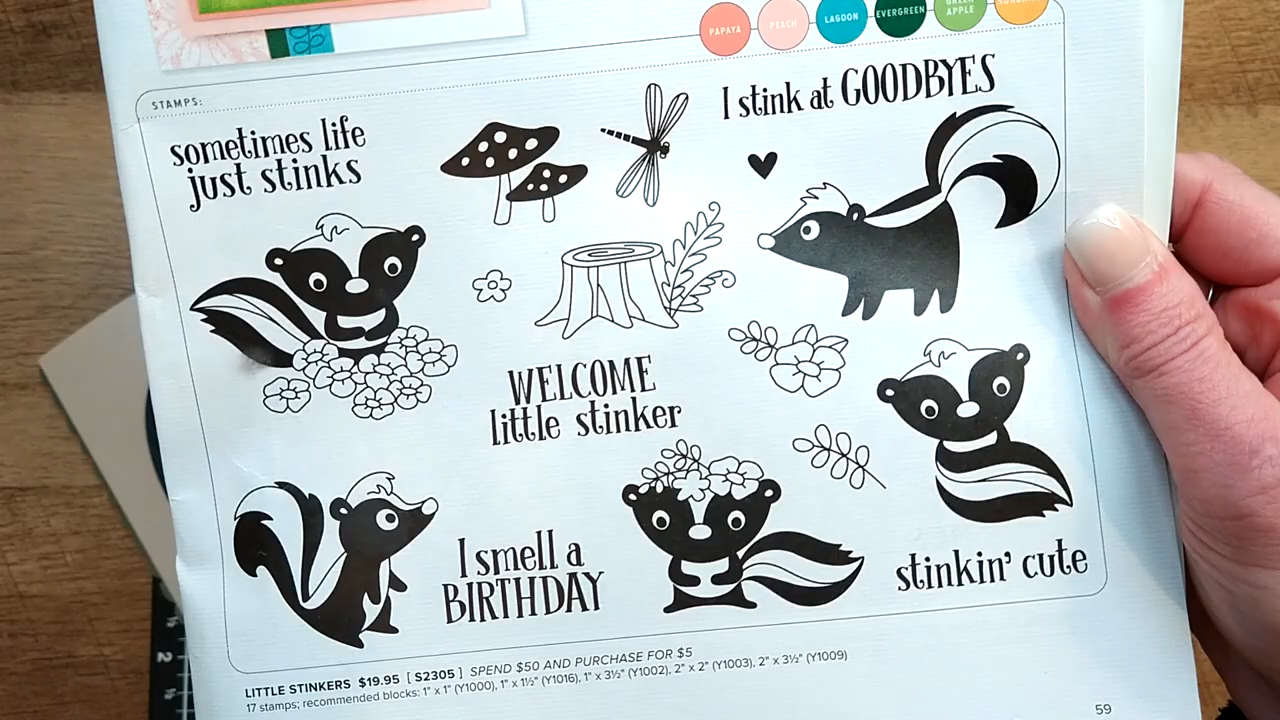 PAPAYA
PEACH
LAGOON
EVERGREEN
GREEN
APPLE
STAMPS:
I stink at GOODBYES
sometimes life
just stinks
WELCOME
little stinker
I smell a
BIRTHDAY
stinkin' cute
LITTLE STINKERS $19.95 [ S2305 ] SPEND $50 AND PURCHASE FOR $5
17 stamps; recommended blocks: 1" x 1" (Y1000), 1" x 1½" (Y1016), 1" x 3½" (Y1002), 2" x 2" (Y1003), 2" x 3½" (Y1009)
59
2